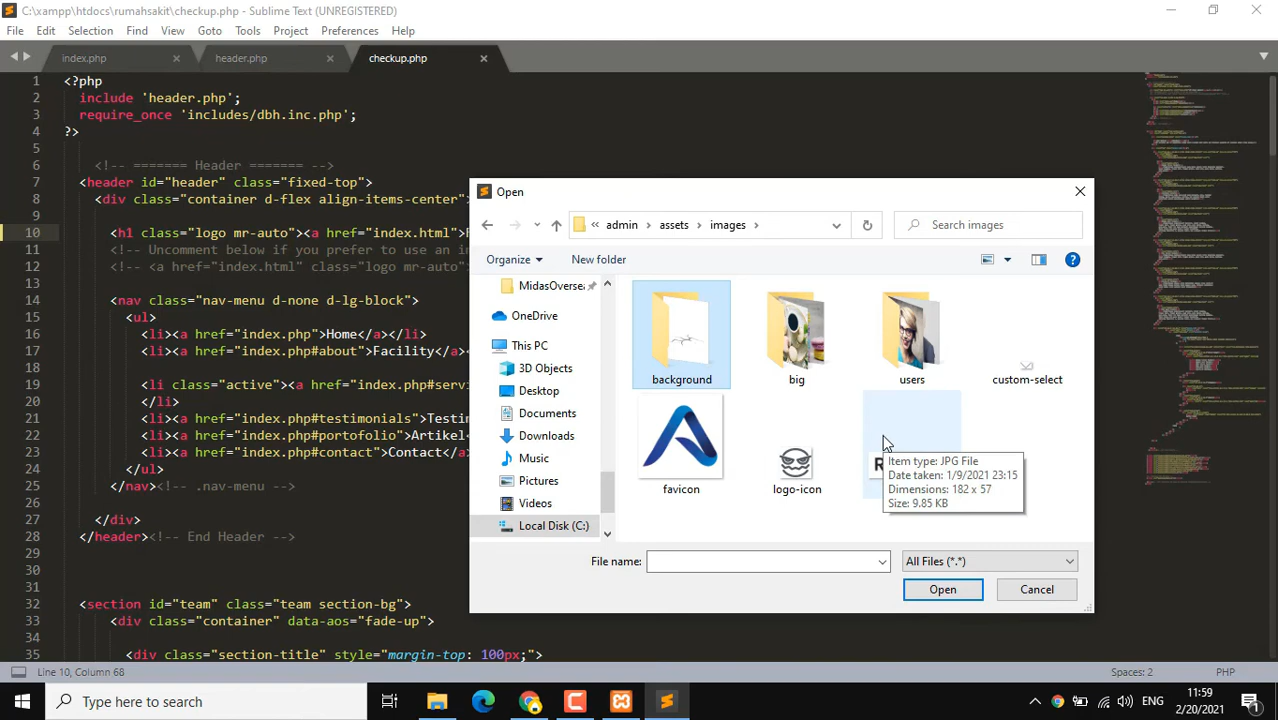 C:\xampp\htdocs\rumahsakit\checkup.php - Sublime Text (UNREGISTERED)
File Edit Selection Find View Goto Tools Project Preferences Help
index.php header.php checkup.php
1 <?php
2 include 'header.php';
3 require_once 'includes/dbh.inc.php';
4 ?>
5
6 <!-- ======= Header ======= -->
7 <header id="header" class="fixed-top">
8 <div class="container d-flex align-items-center"
9
10 <h1 class="logo mr-auto"><a href="index.html">
11 <!-- Uncomment below if you prefer to use an i
12 <!-- <a href="index.html" class="logo mr-auto"
13
14 <nav class="nav-menu d-none d-lg-block">
15 <ul>
16 <li><a href="index.php">Home</a></li>
17 <li><a href="index.php#about">Facility</a>
18
19 <li class="active"><a href="index.php#serv
20 </li>
21 <li><a href="index.php#testimonials">Testi
22 <li><a href="index.php#portofolio">Artikel
23 <li><a href="index.php#contact">Contact</a
24 </ul>
25 </nav><!-- .nav-menu -->
26
27 </div>
28 </header><!-- End Header -->
29
30
31
32 <section id="team" class="team section-bg">
33 <div class="container" data-aos="fade-up">
34
35 <div class="section-title" style="margin-top: 100px;">
Open
« admin › assets › images › Search images
Organize New folder
MidasOversea
OneDrive
This PC
3D Objects
Desktop
Documents
Downloads
Music
Pictures
Videos
Local Disk (C:)
background big users custom-select
favicon logo-icon
Item type: JPG File
Date taken: 1/9/2021 23:15
Dimensions: 182 x 57
Size: 9.85 KB
File name: All Files (*.*)
Open Cancel
Line 10, Column 68 Spaces: 2 PHP
Type here to search ENG 11:59
2/20/2021 1